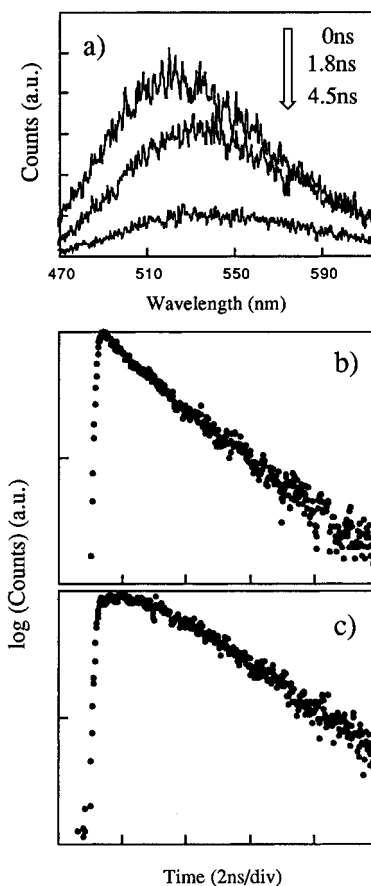 a)
0ns
1.8ns
4.5ns
Counts (a.u.)
470 510 550 590
Wavelength (nm)
b)
c)
log (Counts) (a.u.)
Time (2ns/div)